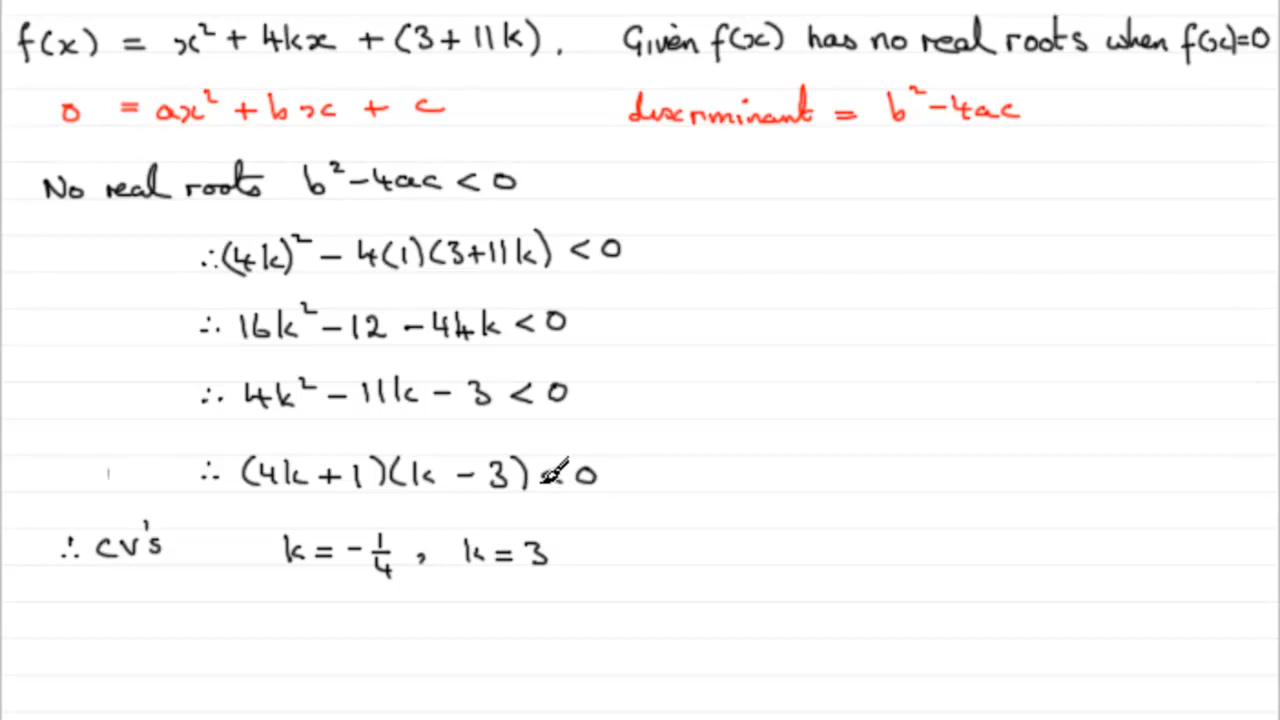 f(x) = x² + 4kx + (3 + 11k). Given f(x) has no real roots when f(x)=0
0 = ax² + bx + c discriminant = b² - 4ac
No real roots b² - 4ac < 0
∴ (4k)² - 4(1)(3+11k) < 0
∴ 16k² - 12 - 44k < 0
∴ 4k² - 11k - 3 < 0
∴ (4k + 1)(k - 3) < 0
∴ CV's k = -1/4, k = 3